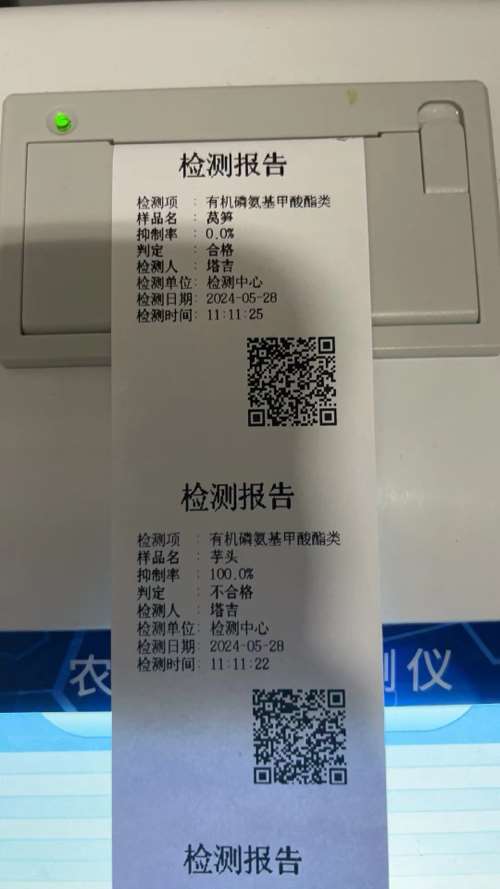 检测报告
检测项 : 有机磷氨基甲酸酯类
样品名 : 莴笋
抑制率 : 0.0%
判定 : 合格
检测人 : 塔吉
检测单位: 检测中心
检测日期: 2024-05-28
检测时间: 11:11:25
检测报告
检测项 : 有机磷氨基甲酸酯类
样品名 : 芋头
抑制率 : 100.0%
判定 : 不合格
检测人 : 塔吉
检测单位: 检测中心
检测日期: 2024-05-28
检测时间: 11:11:22
农 测仪
检测报告